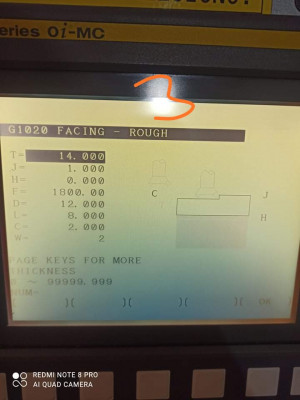 eries 0i-MC
3
G1020 FACING - ROUGH
T= 14.000
J= 1.000
H= 0.000
F= 1800.00
D= 12.000
L= 8.000
C= 2.000
W= 2
C
J
H
PAGE KEYS FOR MORE
THICKNESS
0 ~ 99999.999
NUM=
)( )( )( )( OK
REDMI NOTE 8 PRO
AI QUAD CAMERA